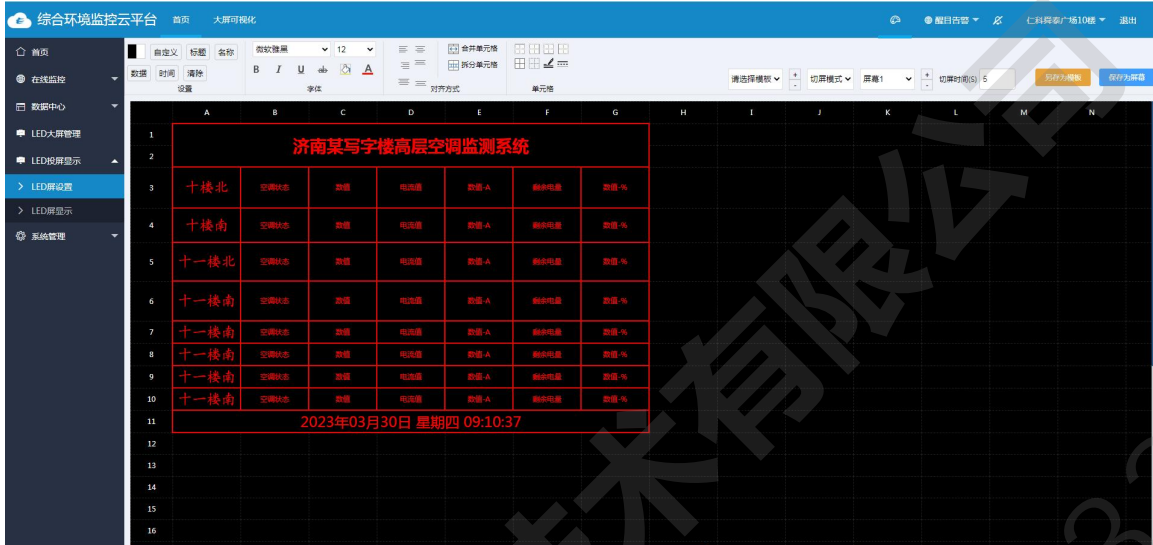 综合环境监控云平台 首页 大屏可视化 醒目告警 仁科舜泰广场10楼 退出
首页
在线监控
数据中心
LED大屏管理
LED投屏显示
LED屏设置
LED屏显示
系统管理
自定义 标题 名称
数据 时间 清除
设置
微软雅黑 12
B I U ab A
字体
对齐方式
合并单元格
拆分单元格
单元格
请选择模板 + - 切屏模式 屏幕1 + - 切屏时间(S) 5 另存为模板 保存为屏幕
A B C D E F G H I J K L M N
1 济南某写字楼高层空调监测系统
2
3 十楼北 空调状态 数值 电流值 数值-A 剩余电量 数值-%
4 十楼南 空调状态 数值 电流值 数值-A 剩余电量 数值-%
5 十一楼北 空调状态 数值 电流值 数值-A 剩余电量 数值-%
6 十一楼南 空调状态 数值 电流值 数值-A 剩余电量 数值-%
7 十一楼南 空调状态 数值 电流值 数值-A 剩余电量 数值-%
8 十一楼南 空调状态 数值 电流值 数值-A 剩余电量 数值-%
9 十一楼南 空调状态 数值 电流值 数值-A 剩余电量 数值-%
10 十一楼南 空调状态 数值 电流值 数值-A 剩余电量 数值-%
11 2023年03月30日 星期四 09:10:37
12
13
14
15
16
技术有限公司